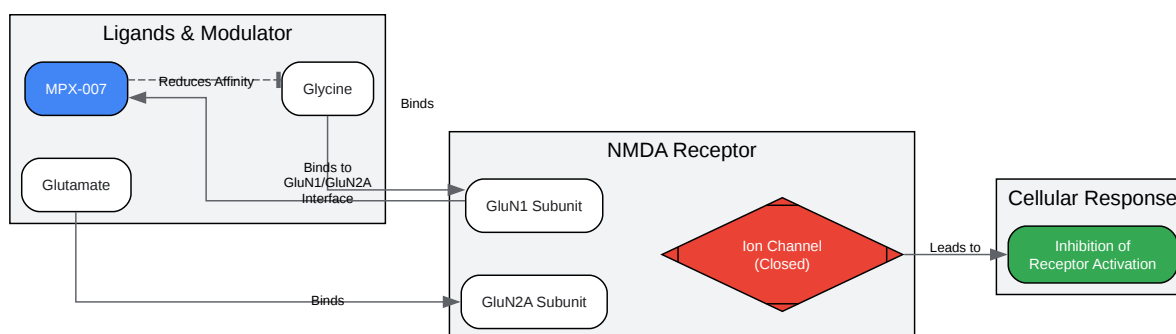 Ligands & Modulator
MPX-007
Reduces Affinity
Glycine
Binds
Glutamate
Binds to
GluN1/GluN2A
Interface
Binds
NMDA Receptor
GluN1 Subunit
GluN2A Subunit
Ion Channel
(Closed)
Leads to
Cellular Response
Inhibition of
Receptor Activation